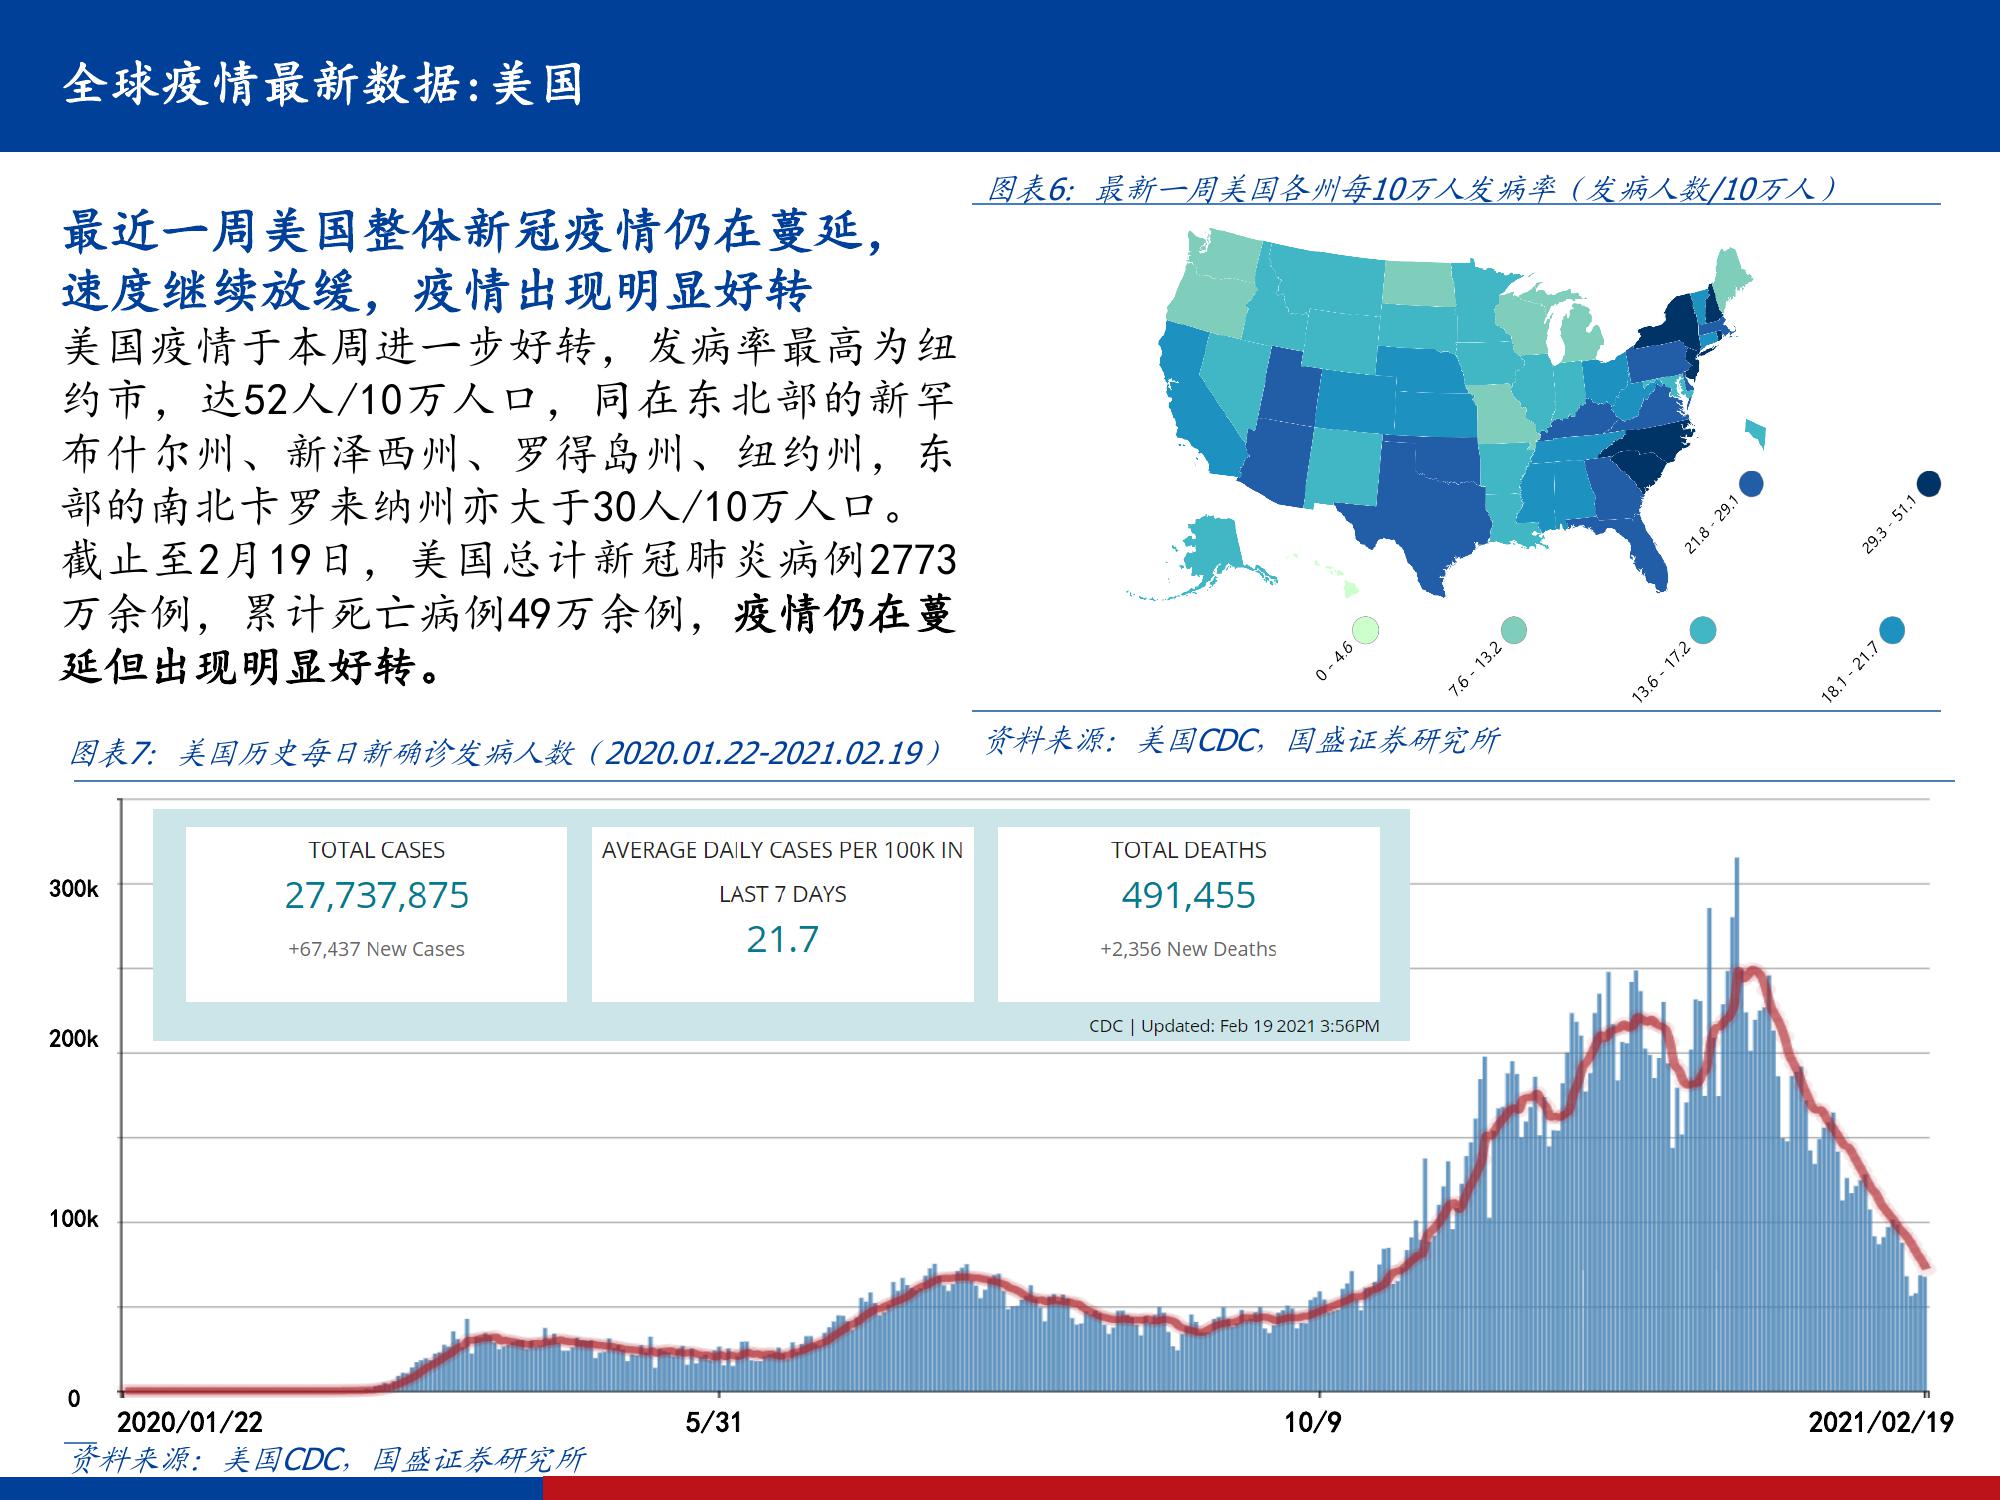 全球疫情最新数据:美国
最近一周美国整体新冠疫情仍在蔓延，
速度继续放缓，疫情出现明显好转
美国疫情于本周进一步好转，发病率最高为纽
约市，达52人/10万人口，同在东北部的新罕
布什尔州、新泽西州、罗得岛州、纽约州，东
部的南北卡罗来纳州亦大于30人/10万人口。
截止至2月19日，美国总计新冠肺炎病例2773
万余例，累计死亡病例49万余例，疫情仍在蔓
延但出现明显好转。
图表6：最新一周美国各州每10万人发病率（发病人数/10万人）
21.8 - 29.1
29.3 - 51.1
0 - 4.6
7.6 - 13.2
13.6 - 17.2
18.1 - 21.7
资料来源：美国CDC，国盛证券研究所
图表7：美国历史每日新确诊发病人数（2020.01.22-2021.02.19）
TOTAL CASES
27,737,875
+67,437 New Cases
AVERAGE DAILY CASES PER 100K IN
LAST 7 DAYS
21.7
TOTAL DEATHS
491,455
+2,356 New Deaths
CDC | Updated: Feb 19 2021 3:56PM
300k
200k
100k
0
2020/01/22
5/31
10/9
2021/02/19
资料来源：美国CDC，国盛证券研究所